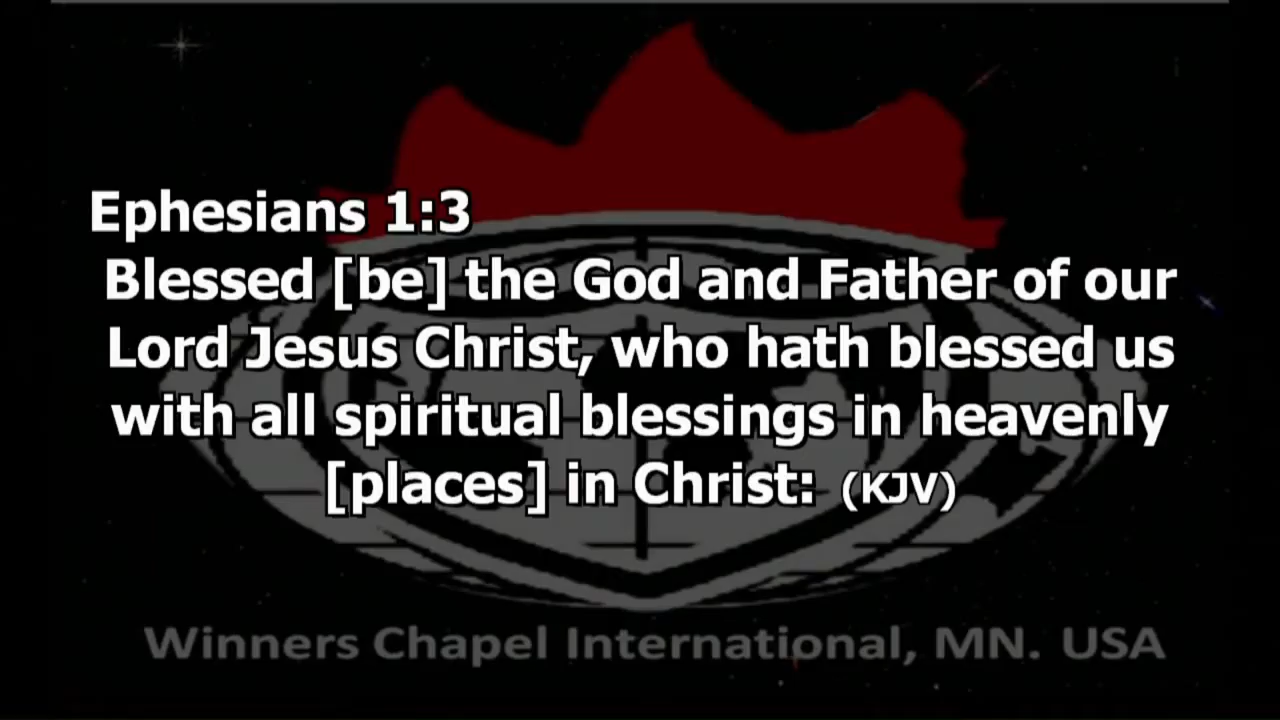 Ephesians 1:3
Blessed [be] the God and Father of our
Lord Jesus Christ, who hath blessed us
with all spiritual blessings in heavenly
[places] in Christ: (KJV)
Winners Chapel International, MN. USA